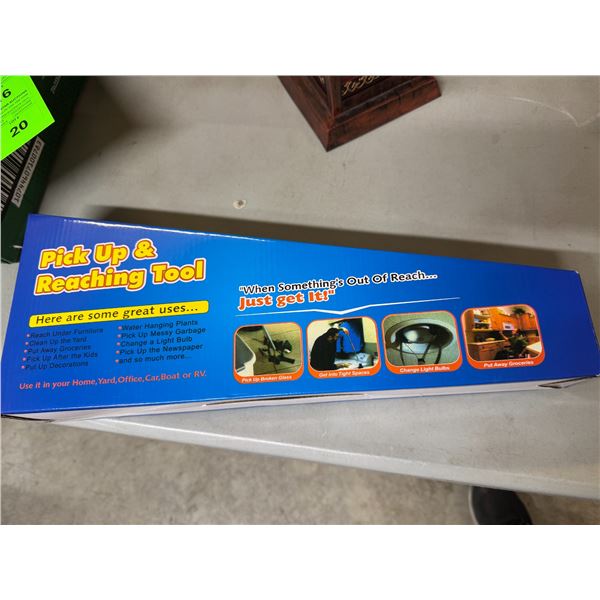 6
20
Pick Up &
Reaching Tool
Here are some great uses...
•Reach Under Furniture
•Clean Up the Yard
•Put Away Groceries
•Pick Up After the Kids
•Put Up Decorations
•Water Hanging Plants
•Pick Up Messy Garbage
•Change a Light Bulb
•Pick Up the Newspaper
•and so much more...
Use it in your Home,Yard,Office,Car,Boat or RV.
"When Something's Out Of Reach...
Just get It!"
Pick Up Broken Glass
Get Into Tight Spaces
Change Light Bulbs
Put Away Groceries